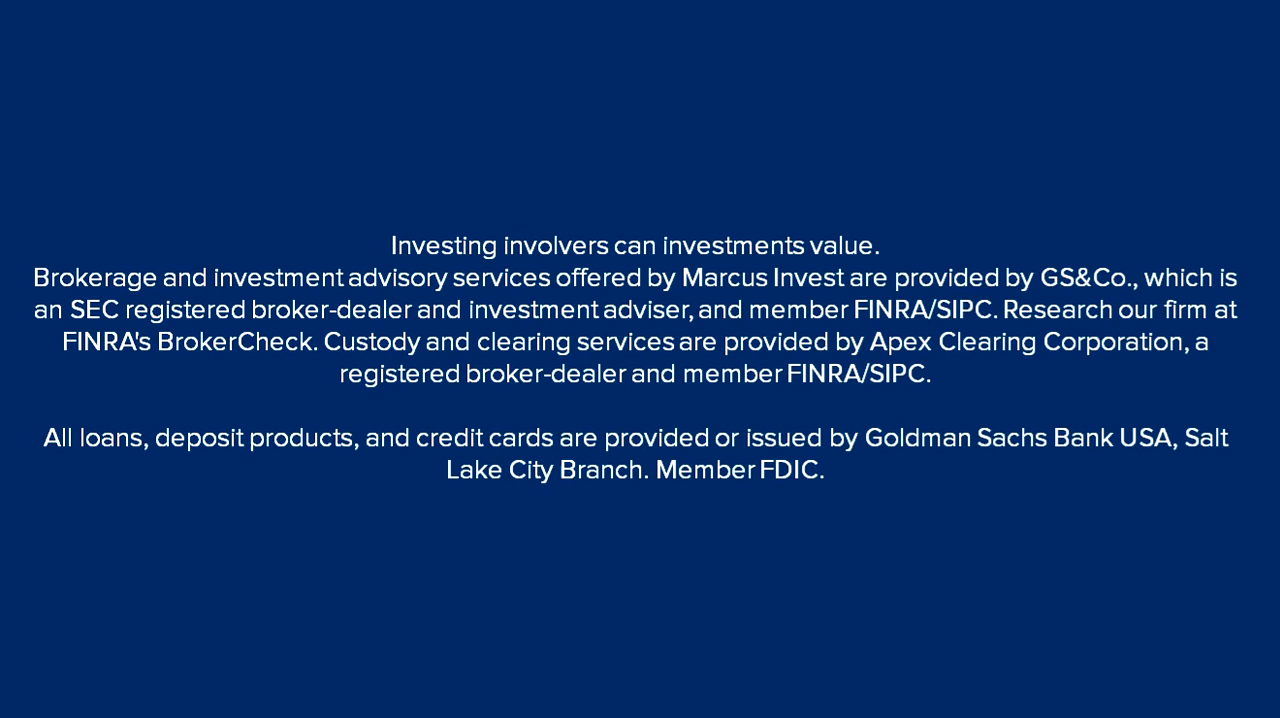 Investing involvers can investments value.
Brokerage and investment advisory services offered by Marcus Invest are provided by GS&Co., which is
an SEC registered broker-dealer and investment adviser, and member FINRA/SIPC. Research our firm at
FINRA's BrokerCheck. Custody and clearing services are provided by Apex Clearing Corporation, a
registered broker-dealer and member FINRA/SIPC.
All loans, deposit products, and credit cards are provided or issued by Goldman Sachs Bank USA, Salt
Lake City Branch. Member FDIC.